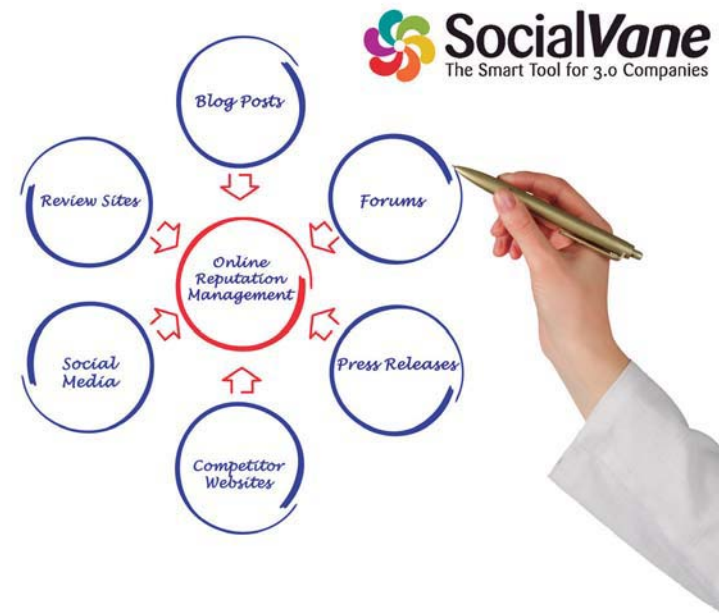 SocialVane
The Smart Tool for 3.0 Companies
Blog Posts
Review Sites
Forums
Online
Reputation
Management
Social
Media
Press Releases
Competitor
Websites